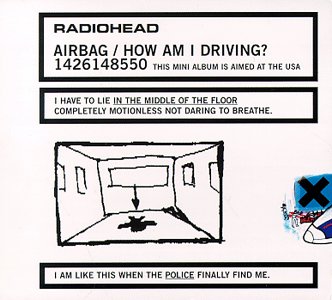 RADIOHEAD
AIRBAG / HOW AM I DRIVING?
1426148550 THIS MINI ALBUM IS AIMED AT THE USA
I HAVE TO LIE IN THE MIDDLE OF THE FLOOR
COMPLETELY MOTIONLESS NOT DARING TO BREATHE.
I AM LIKE THIS WHEN THE POLICE FINALLY FIND ME.